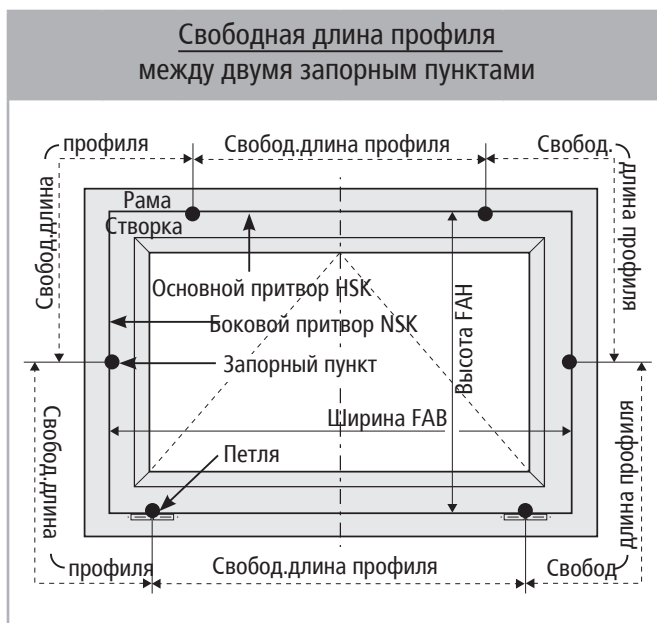 Свободная длина профиля
между двумя запорным пунктами
профиля
Свобод.длина профиля
Свобод.
Свобод.длина
длина профиля
Рама
Створка
Основной притвор HSK
Боковой притвор NSK
Запорный пункт
Высота FAH
Ширина FAB
Петля
Свобод.длина
длина профиля
профиля
Свобод.длина профиля
Свобод